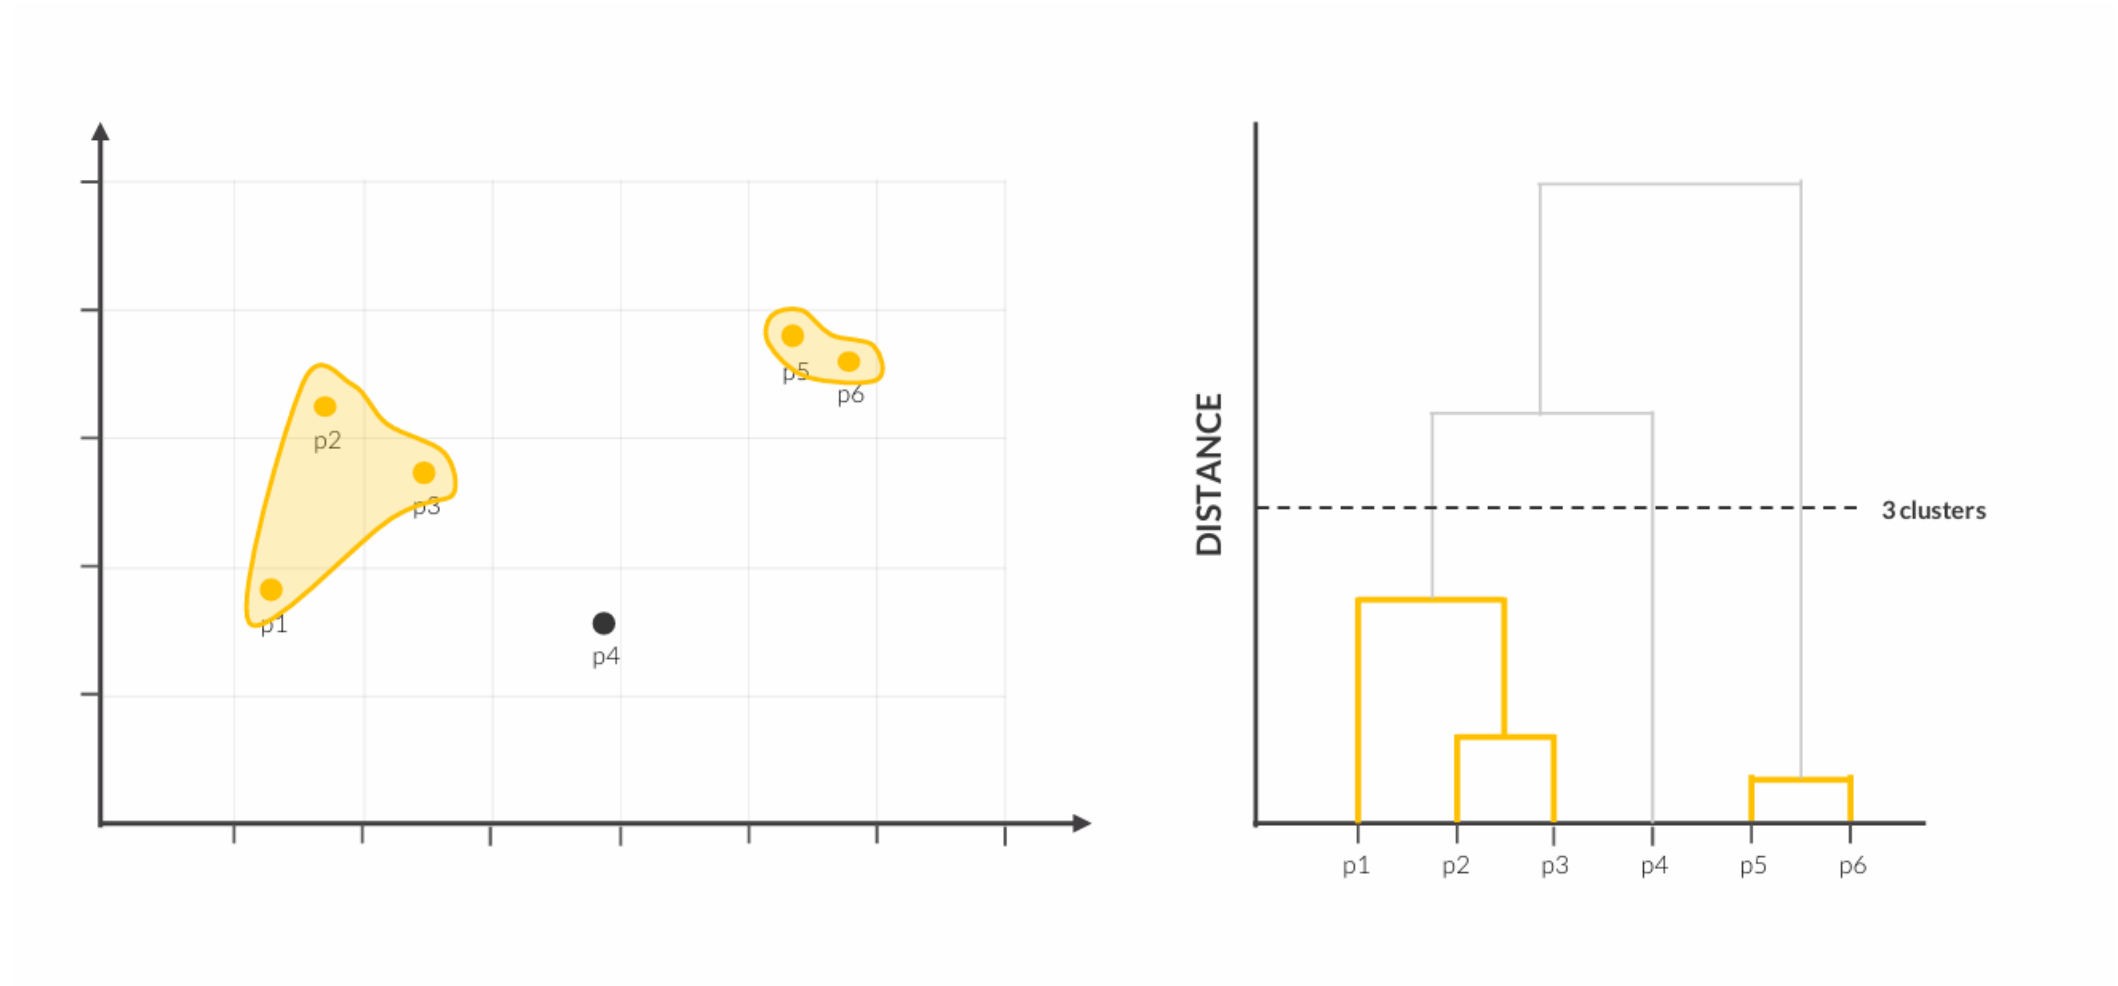 p5
p6
p2
p3
p1
p4
DISTANCE
3 clusters
p1 p2 p3 p4 p5 p6